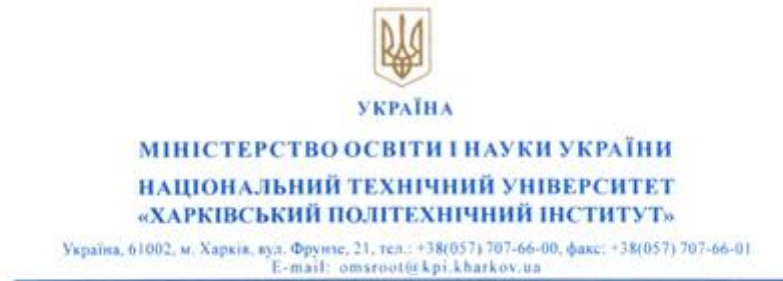 УКРАЇНА
МІНІСТЕРСТВО ОСВІТИ І НАУКИ УКРАЇНИ
НАЦІОНАЛЬНИЙ ТЕХНІЧНИЙ УНІВЕРСИТЕТ
«ХАРКІВСЬКИЙ ПОЛІТЕХНІЧНИЙ ІНСТИТУТ»
Україна, 61002, м. Харків, вул. Фрунзе, 21, тел.: +38(057) 707-66-00, факс: +38(057) 707-66-01
E-mail: omsroot@kpi.kharkov.ua